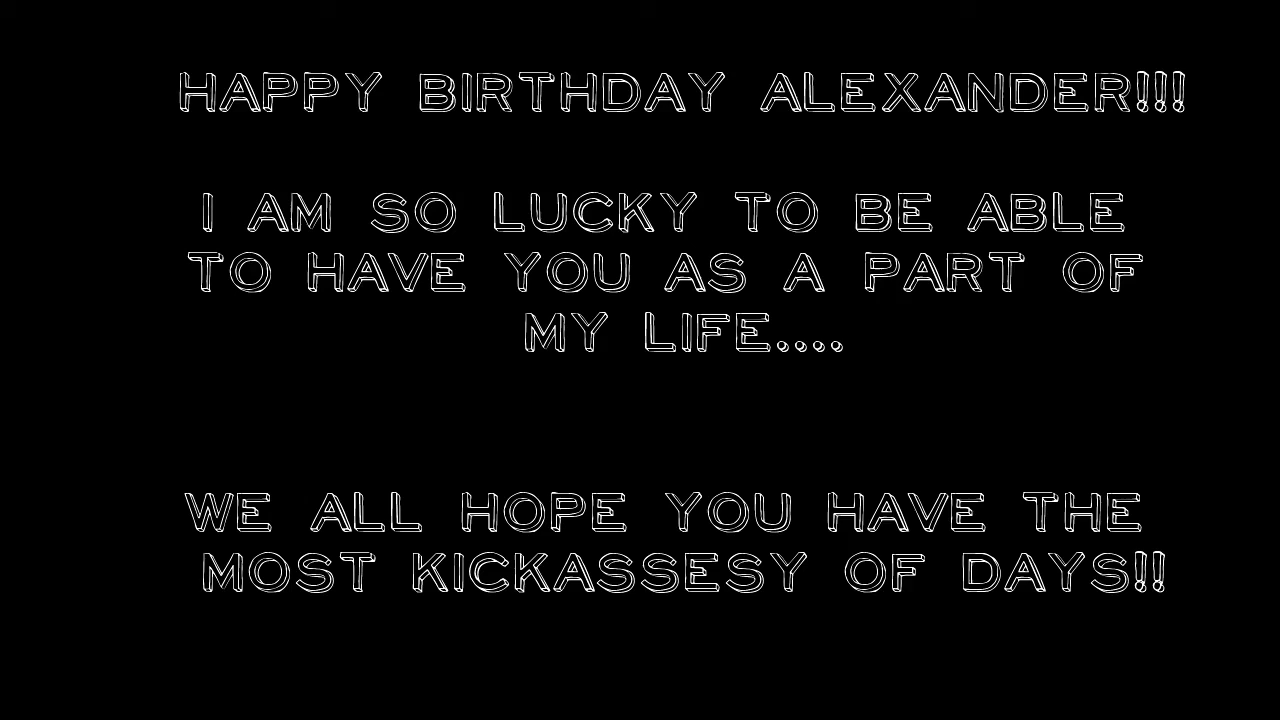 HAPPY BIRTHDAY ALEXANDER!!!
I AM SO LUCKY TO BE ABLE
TO HAVE YOU AS A PART OF
MY LIFE....
WE ALL HOPE YOU HAVE THE
MOST KICKASSESY OF DAYS!!